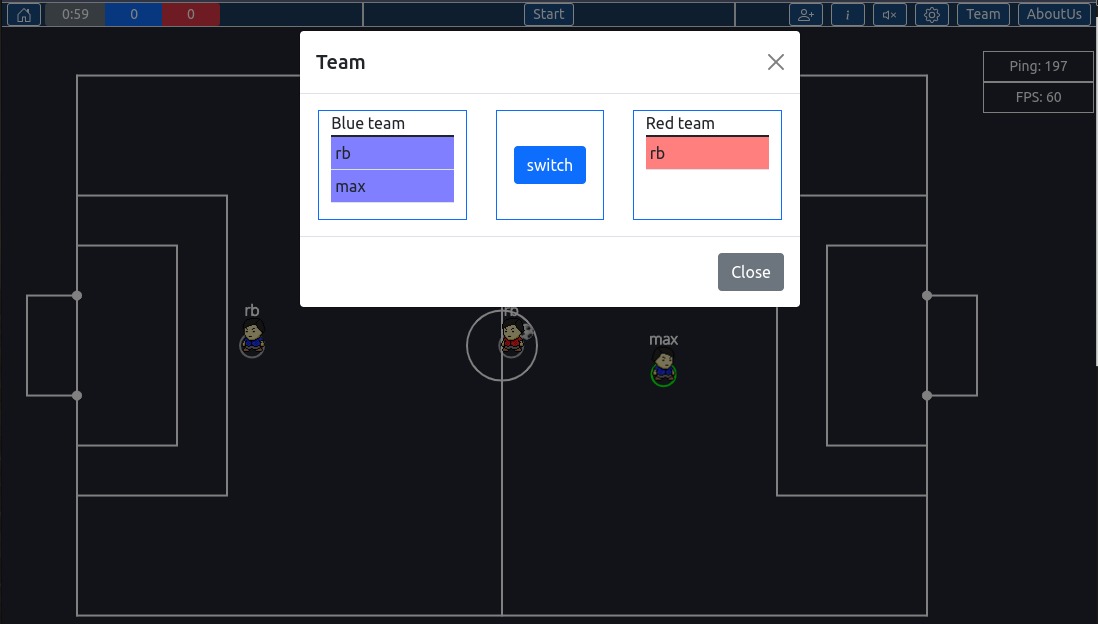 0:59 0 0 Start i Team AboutUs
Ping: 197
FPS: 60
Team
Blue team
rb
max
switch
Red team
rb
Close
rb
rb
max